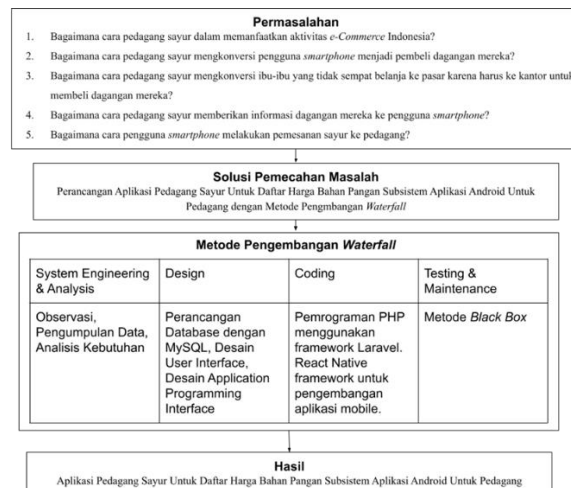 Permasalahan
1. Bagaimana cara pedagang sayur dalam memanfaatkan aktivitas e-Commerce Indonesia?
2. Bagaimana cara pedagang sayur mengkonversi pengguna smartphone menjadi pembeli dagangan mereka?
3. Bagaimana cara pedagang sayur mengkonversi ibu-ibu yang tidak sempat belanja ke pasar karena harus ke kantor untuk
membeli dagangan mereka?
4. Bagaimana cara pedagang sayur memberikan informasi dagangan mereka ke pengguna smartphone?
5. Bagaimana cara pengguna smartphone melakukan pemesanan sayur ke pedagang?
Solusi Pemecahan Masalah
Perancangan Aplikasi Pedagang Sayur Untuk Daftar Harga Bahan Pangan Subsistem Aplikasi Android Untuk
Pedagang dengan Metode Pengmbangan Waterfall
Metode Pengembangan Waterfall
System Engineering
& Analysis
Design
Coding
Testing &
Maintenance
Observasi,
Pengumpulan Data,
Analisis Kebutuhan
Perancangan
Database dengan
MySQL, Desain
User Interface,
Desain Application
Programming
Interface
Pemrograman PHP
menggunakan
framework Laravel.
React Native
framework untuk
pengembangan
aplikasi mobile.
Metode Black Box
Hasil
Aplikasi Pedagang Sayur Untuk Daftar Harga Bahan Pangan Subsistem Aplikasi Android Untuk Pedagang